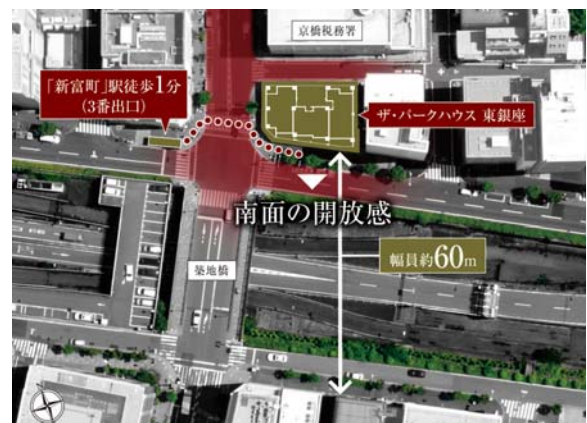 京橋税務署
「新富町」駅徒歩1分
(3番出口)
ザ・パークハウス 東銀座
南面の開放感
幅員約60m
築地橋